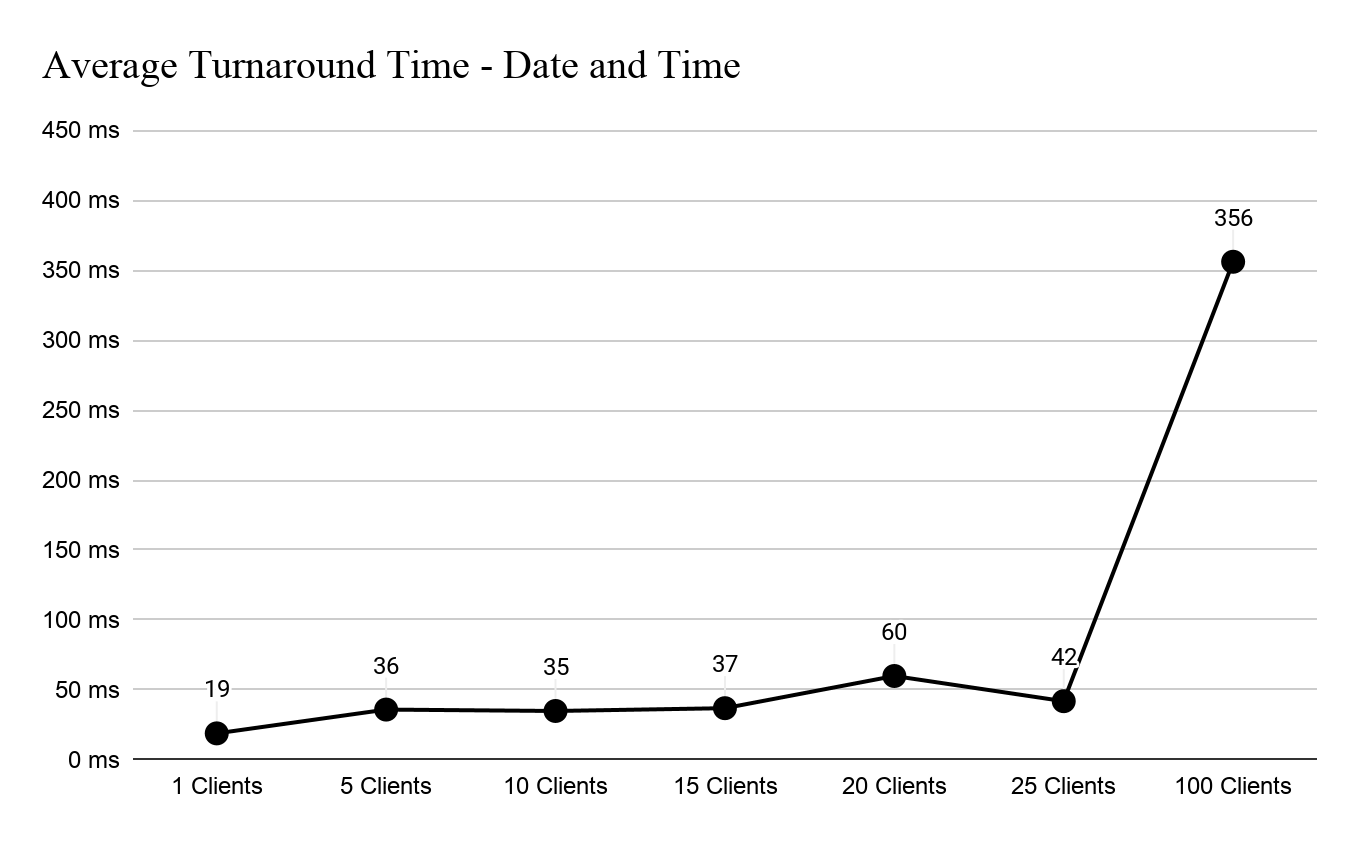 Average Turnaround Time - Date and Time
450 ms
400 ms
350 ms
300 ms
250 ms
200 ms
150 ms
100 ms
50 ms
0 ms
19
36
35
37
60
42
356
1 Clients
5 Clients
10 Clients
15 Clients
20 Clients
25 Clients
100 Clients